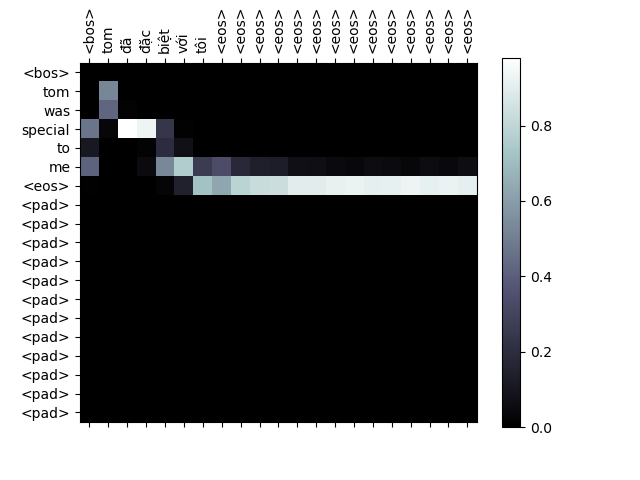 <bos> tom đã đặc biệt với tôi <eos> <eos> <eos> <eos> <eos> <eos> <eos> <eos> <eos> <eos> <eos> <eos> <eos> <eos>
<bos>
tom
was
special
to
me
<eos>
<pad>
<pad>
<pad>
<pad>
<pad>
<pad>
<pad>
<pad>
<pad>
<pad>
<pad>
<pad>
0.8
0.6
0.4
0.2
0.0